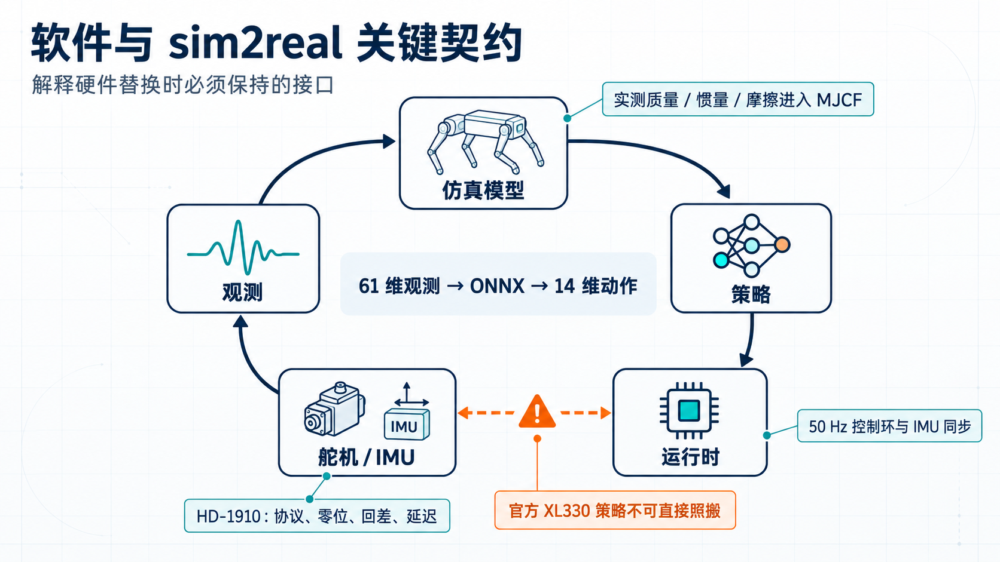 软件与 sim2real 关键契约
解释硬件替换时必须保持的接口
实测质量 / 惯量 / 摩擦进入 MJCF
仿真模型
观测
61 维观测 → ONNX → 14 维动作
策略
IMU
舵机 / IMU
运行时
50 Hz 控制环与 IMU 同步
HD-1910：协议、零位、回差、延迟
官方 XL330 策略不可直接照搬